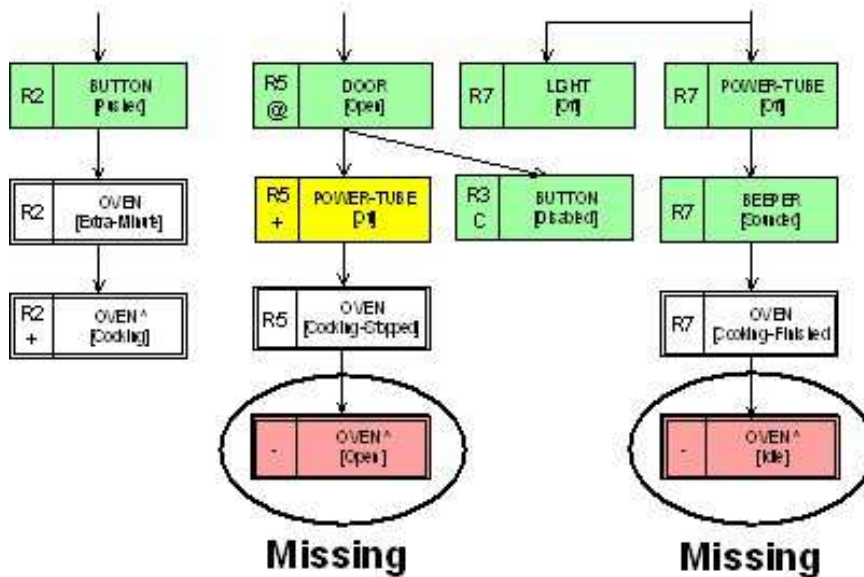 R2
BUTTON
[Pushed]
R5
@
DOOR
[Open]
R7
LGHT
[Off]
R7
POWER-TUBE
[Off]
R2
OVEN
[Extra-Minute]
R5
+
POWER-TUBE
[Off]
R3
C
BUTTON
[Disabled]
R7
BEEPER
[Sounded]
R2
+
OVEN ^
[Cooking]
R5
OVEN
[Cooking-Stopped]
R7
OVEN
[Cooking-Finished
-
OVEN ^
[Open]
-
OVEN ^
[Idle]
Missing
Missing